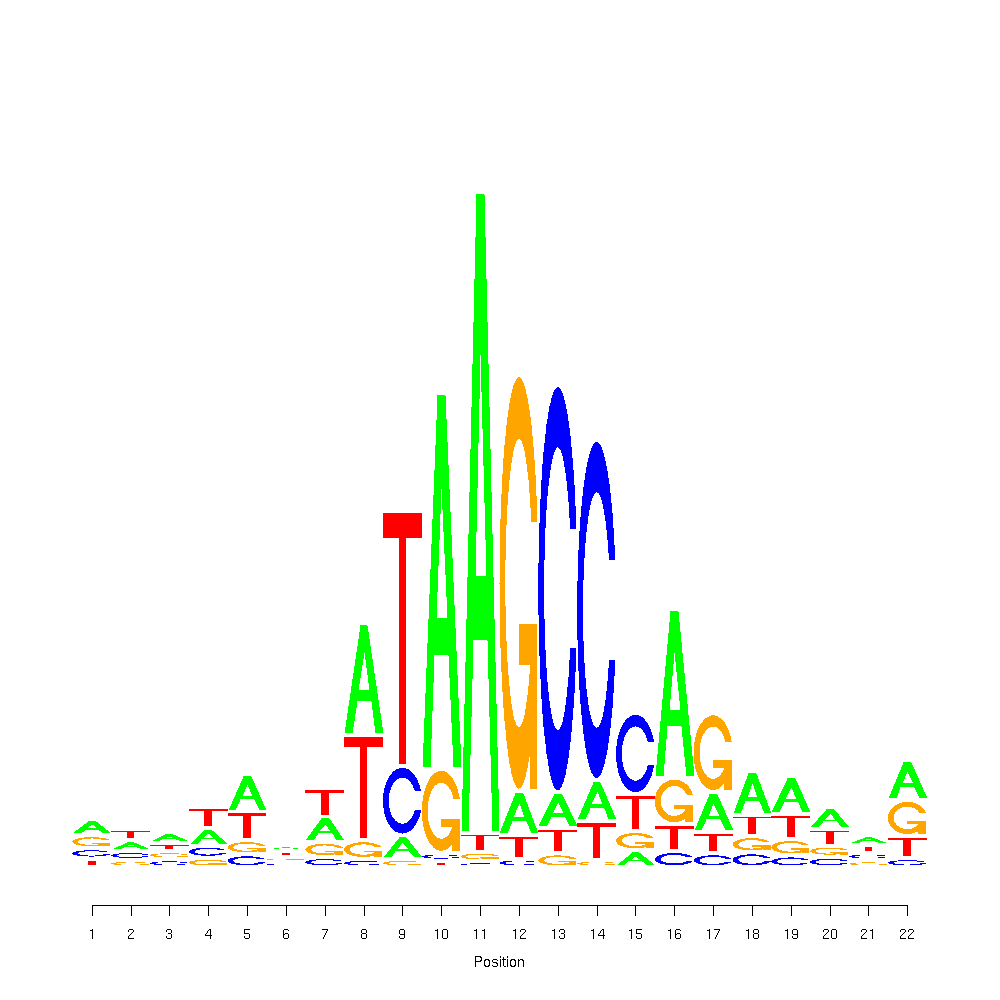 A T A T A T T A T A A G C C C A G A A A A A
G A T A T T A T C G T A A A T G A T T T T G
C C G C G G G A A T A T T T G T T G G G T
T G C G C C C C C G C G G A C C C C C C
1 2 3 4 5 6 7 8 9 10 11 12 13 14 15 16 17 18 19 20 21 22
Position